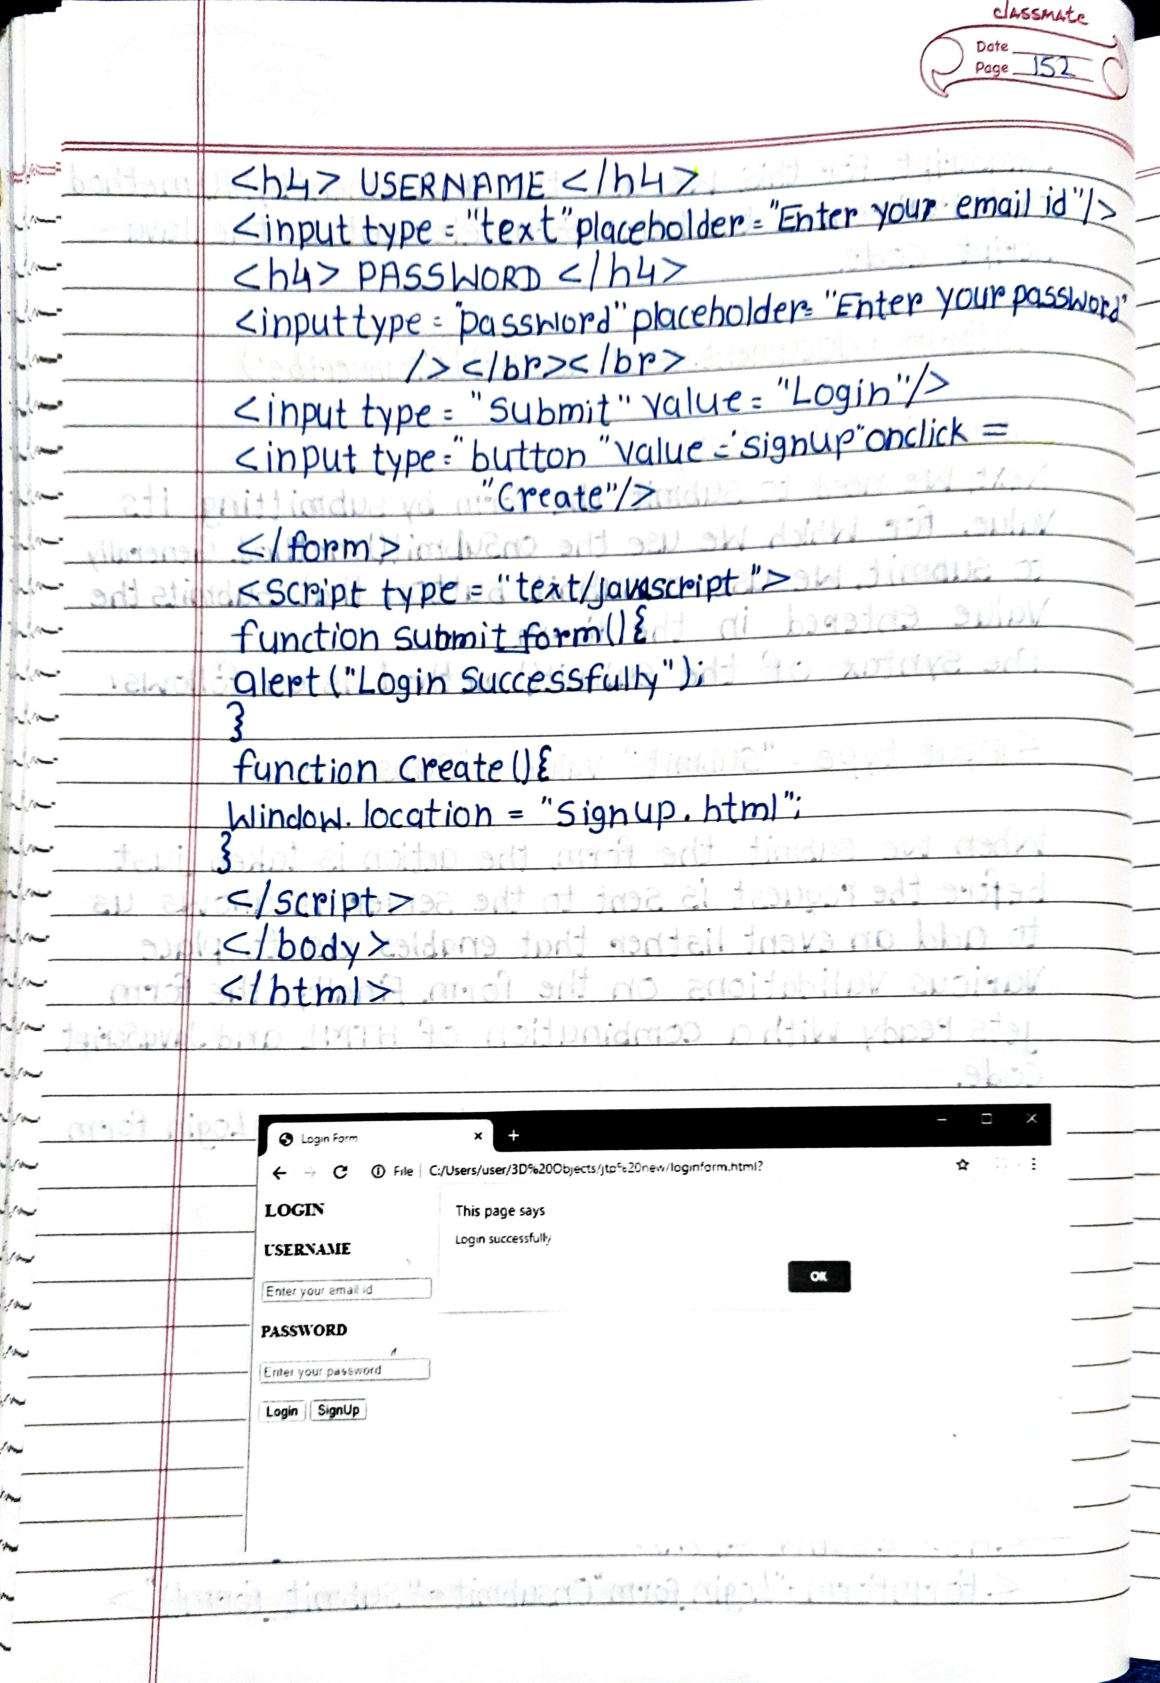 classmate
Date
Page 152
<h4> USERNAME </h4>
<input type = "text" placeholder = "Enter your email id"/>
<h4> PASSWORD </h4>
<input type = "password" placeholder = "Enter your password"
/></br></br>
<input type = "submit" value = "Login"/>
<input type = "button" value = "signup" onclick =
"Create"/>
</form>
<script type = "text/javascript">
function submit_form(){
alert("Login successfully");
}
function create(){
Window.location = "signup.html";
}
</script>
</body>
</html>
Login Form × +
File C:/Users/user/3D%20Objects/jtp%20new/loginform.html?
LOGIN
This page says
Login successfully
OK
USERNAME
Enter your email id
PASSWORD
Enter your password
Login SignUp